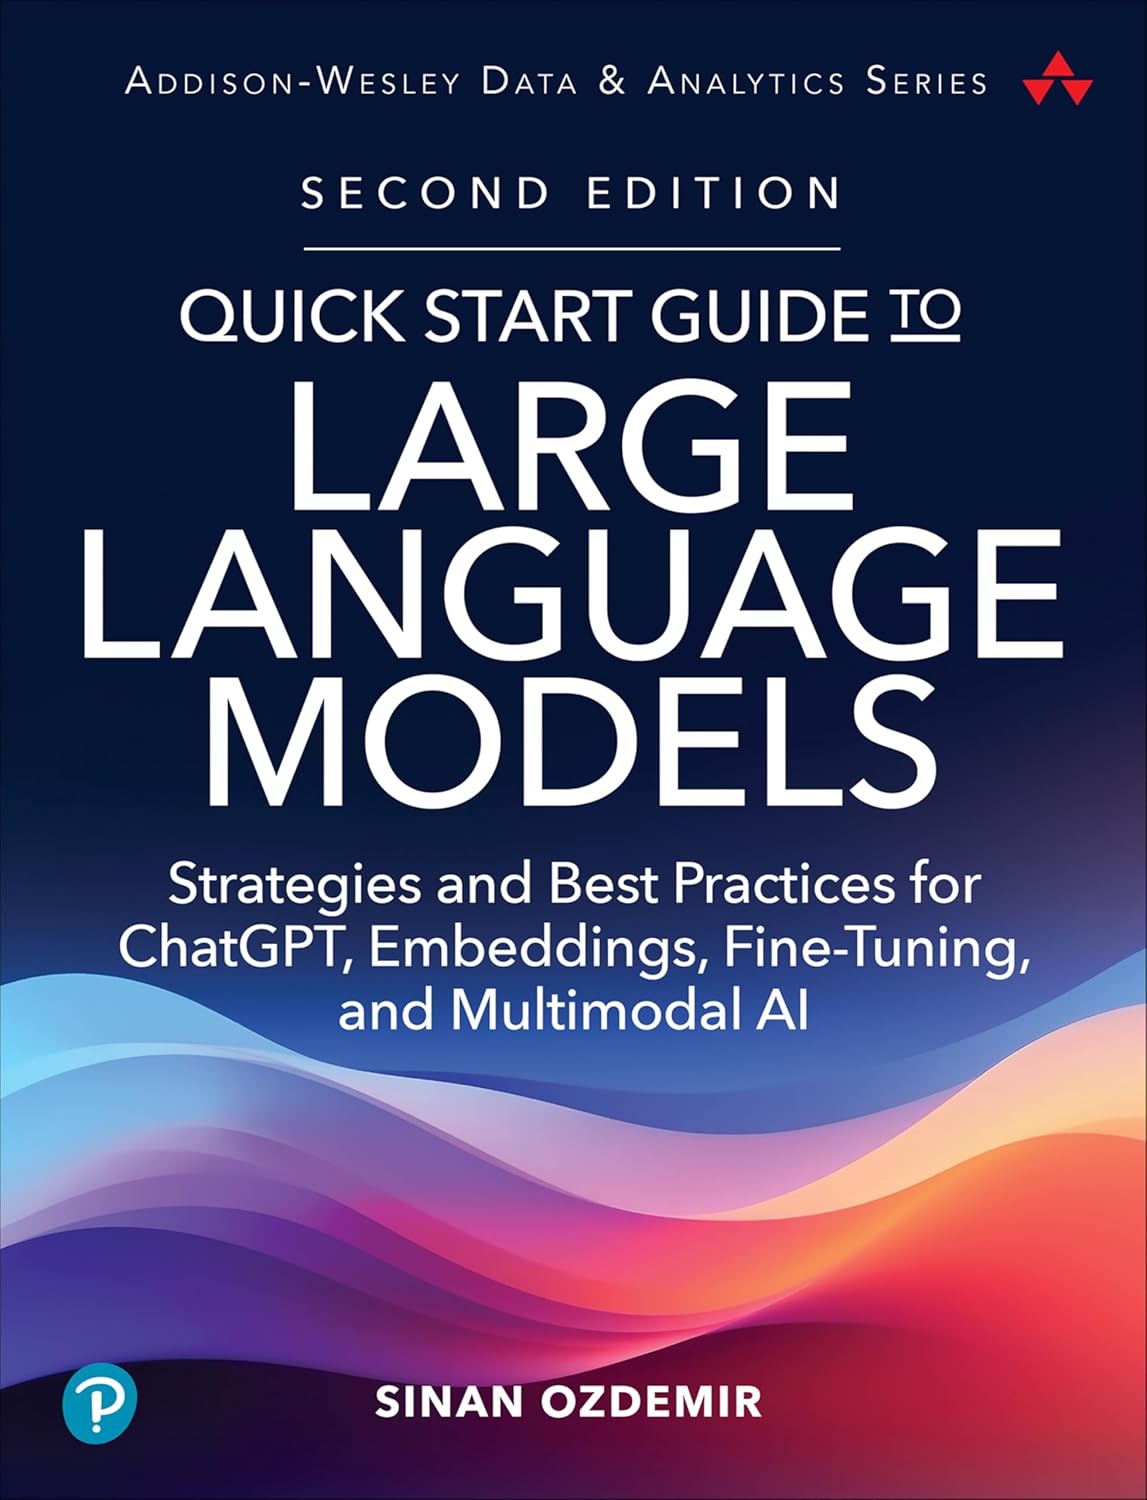 ADDISON-WESLEY DATA & ANALYTICS SERIES
SECOND EDITION
QUICK START GUIDE TO
LARGE
LANGUAGE
MODELS
Strategies and Best Practices for
ChatGPT, Embeddings, Fine-Tuning,
and Multimodal AI
P
SINAN OZDEMIR